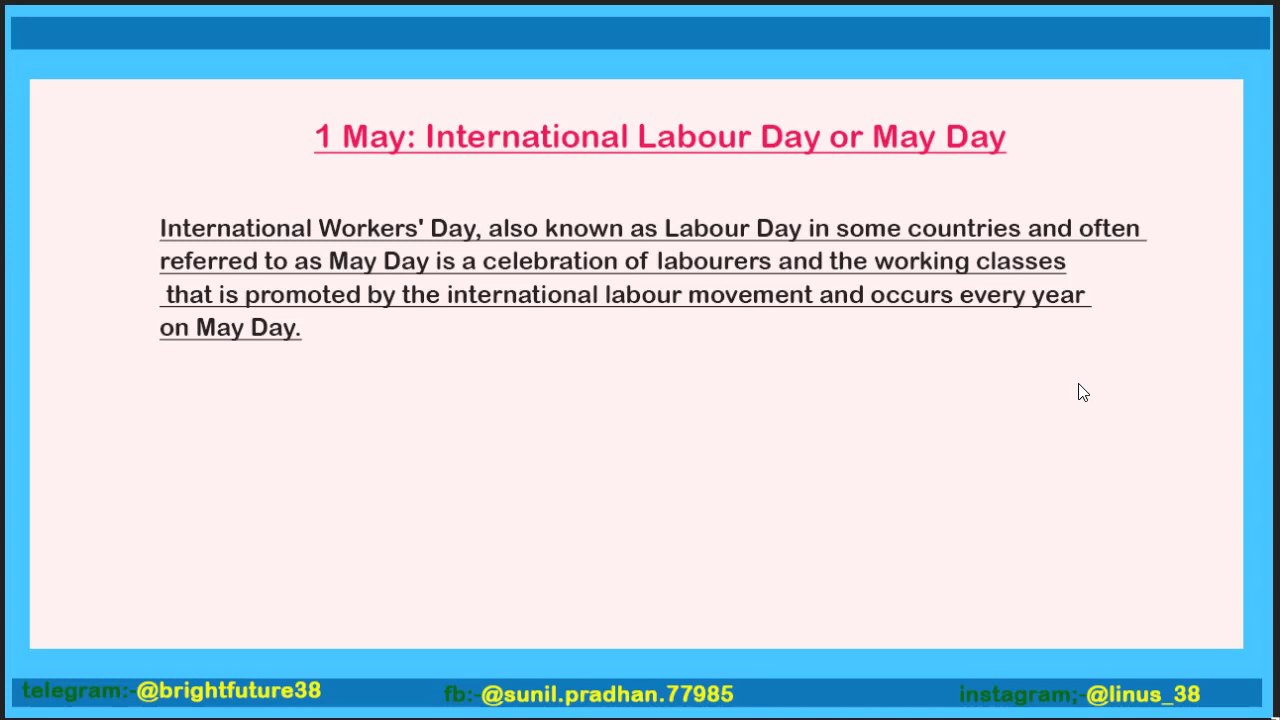 1 May: International Labour Day or May Day
International Workers' Day, also known as Labour Day in some countries and often
referred to as May Day is a celebration of labourers and the working classes
that is promoted by the international labour movement and occurs every year
on May Day.
telegram:-@brightfuture38 fb:-@sunil.pradhan.77985 instagram;-@linus_38